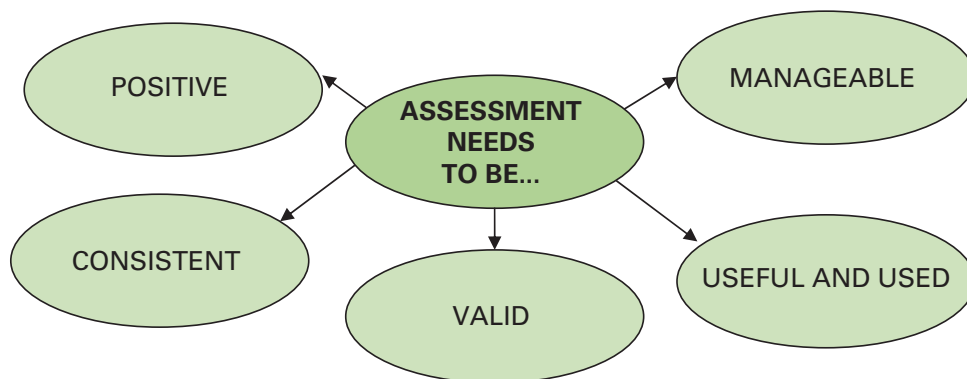 POSITIVE
MANAGEABLE
ASSESSMENT
NEEDS
TO BE...
CONSISTENT
VALID
USEFUL AND USED